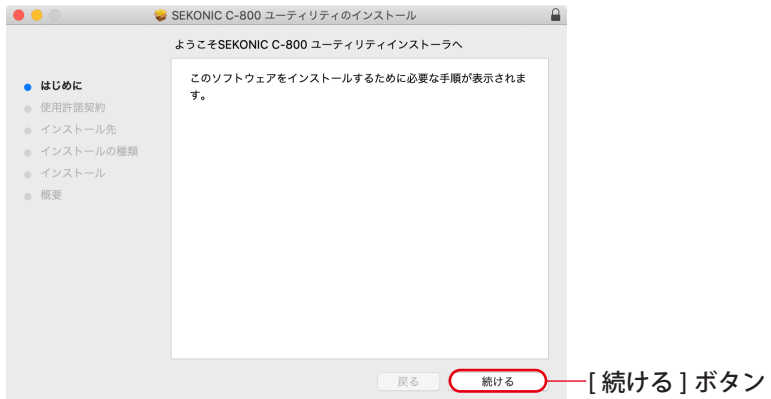 SEKONIC C-800 ユーティリティのインストール
ようこそSEKONIC C-800 ユーティリティインストーラへ
はじめに
使用許諾契約
インストール先
インストールの種類
インストール
概要
このソフトウェアをインストールするために必要な手順が表示されま
す。
戻る
続ける
[ 続ける ] ボタン